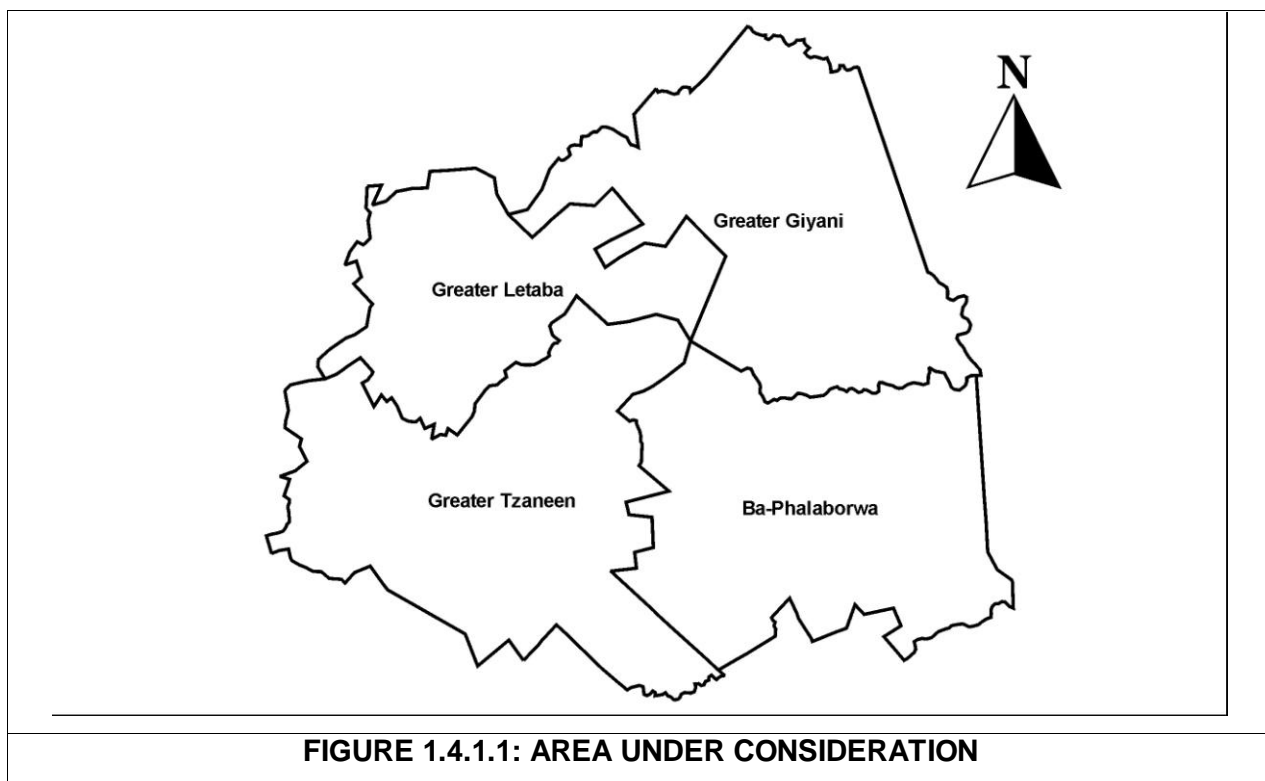 N
Greater Giyani
Greater Letaba
Greater Tzaneen
Ba-Phalaborwa
FIGURE 1.4.1.1: AREA UNDER CONSIDERATION